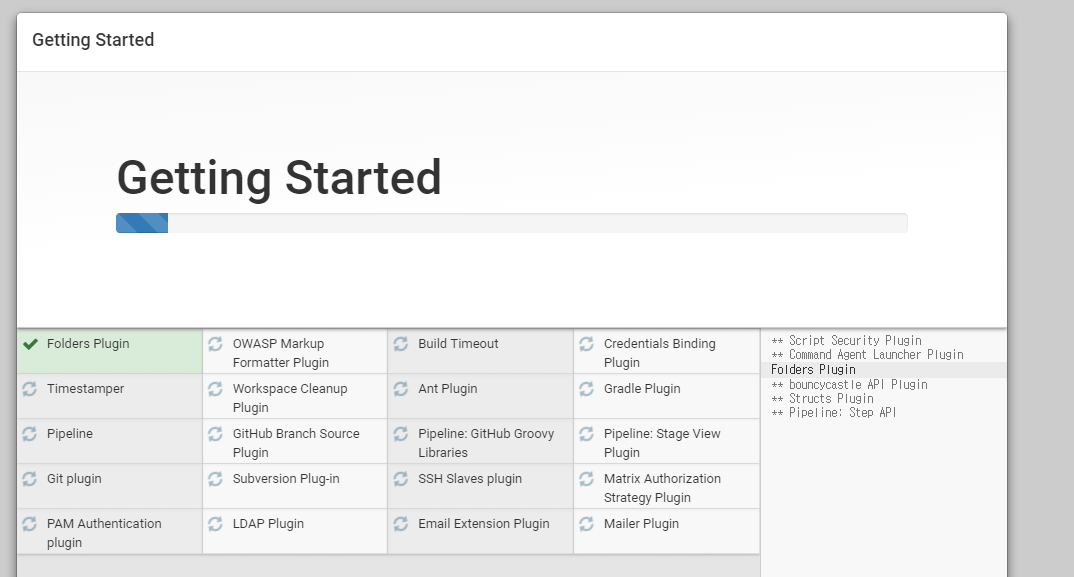 Getting Started
Getting Started
Folders Plugin
OWASP Markup
Formatter Plugin
Build Timeout
Credentials Binding
Plugin
Timestamper
Workspace Cleanup
Plugin
Ant Plugin
Gradle Plugin
Pipeline
GitHub Branch Source
Plugin
Pipeline: GitHub Groovy
Libraries
Pipeline: Stage View
Plugin
Git plugin
Subversion Plug-in
SSH Slaves plugin
Matrix Authorization
Strategy Plugin
PAM Authentication
plugin
LDAP Plugin
Email Extension Plugin
Mailer Plugin
** Script Security Plugin
** Command Agent Launcher Plugin
Folders Plugin
** bouncycastle API Plugin
** Structs Plugin
** Pipeline: Step API